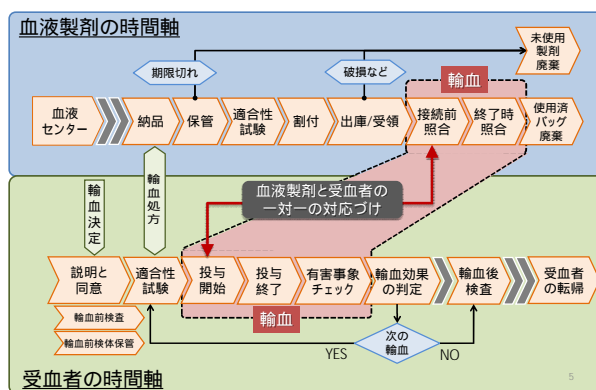 血液製剤の時間軸
未使用
製剤
廃棄
期限切れ
破損など
輸血
血液
センター
納品
保管
適合性
試験
割付
出庫/受領
接続前
照合
終了時
照合
使用済
バッグ
廃棄
輸血決定
輸血処方
血液製剤と受血者の
一対一の対応づけ
説明と
同意
適合性
試験
投与
開始
投与
終了
有害事象
チェック
輸血効果
の判定
輸血後
検査
受血者
の転帰
輸血前検査
輸血前検体保管
輸血
YES
次の
輸血
NO
受血者の時間軸
5